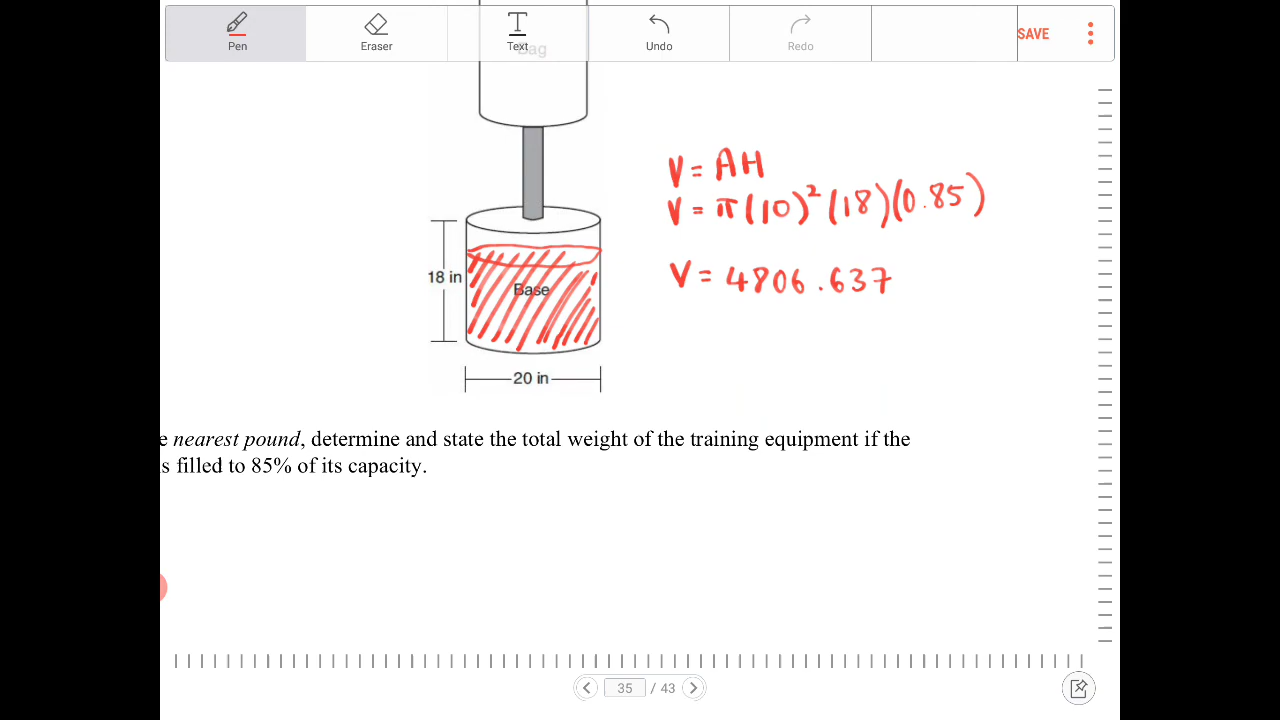 Pen
Eraser
Text
Undo
Redo
SAVE
Bag
V = AH
V = π(10)²(18)(0.85)
V = 4806.637
18 in
Base
20 in
e nearest pound, determine and state the total weight of the training equipment if the
s filled to 85% of its capacity.
35 / 43